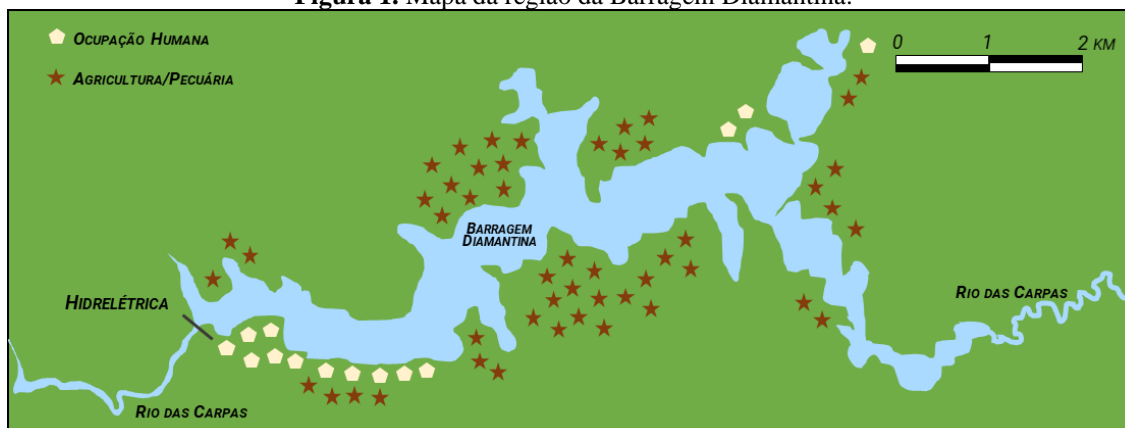 Figura 1. Mapa da região da Barragem Diamantina.
OCUPAÇÃO HUMANA
AGRICULTURA/PECUÁRIA
0 1 2 KM
BARRAGEM
DIAMANTINA
HIDRELÉTRICA
RIO DAS CARPAS
RIO DAS CARPAS